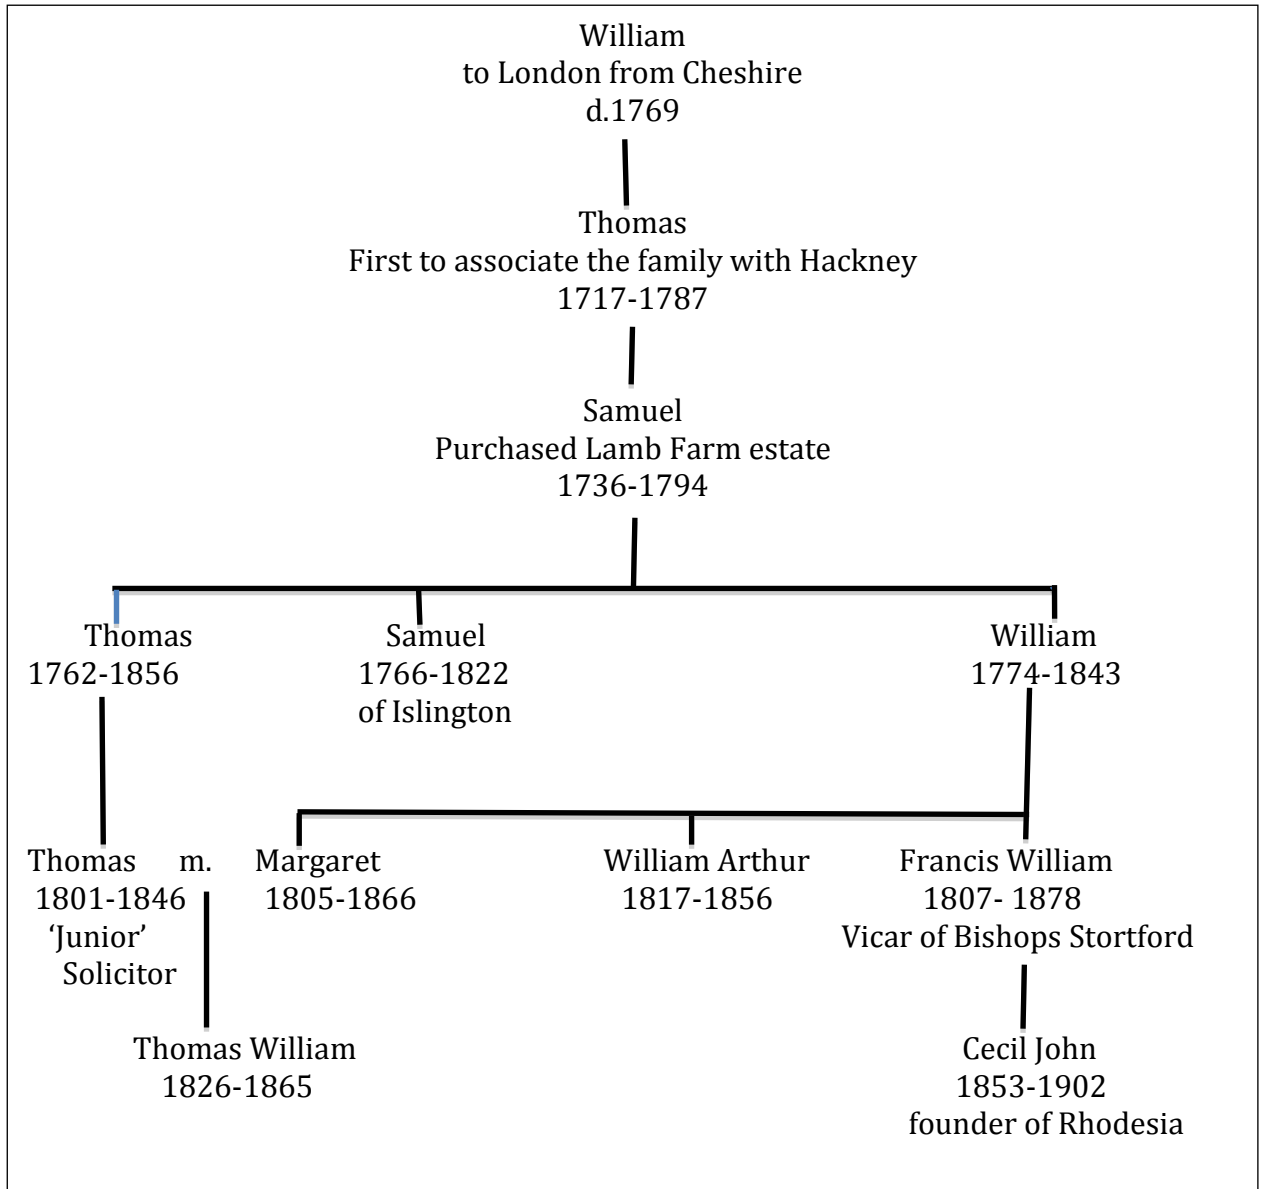 William
to London from Cheshire
d.1769
Thomas
First to associate the family with Hackney
1717-1787
Samuel
Purchased Lamb Farm estate
1736-1794
Thomas
1762-1856
Samuel
1766-1822
of Islington
William
1774-1843
Thomas m. Margaret
1801-1846 1805-1866
‘Junior’
Solicitor
William Arthur
1817-1856
Francis William
1807- 1878
Vicar of Bishops Stortford
Thomas William
1826-1865
Cecil John
1853-1902
founder of Rhodesia